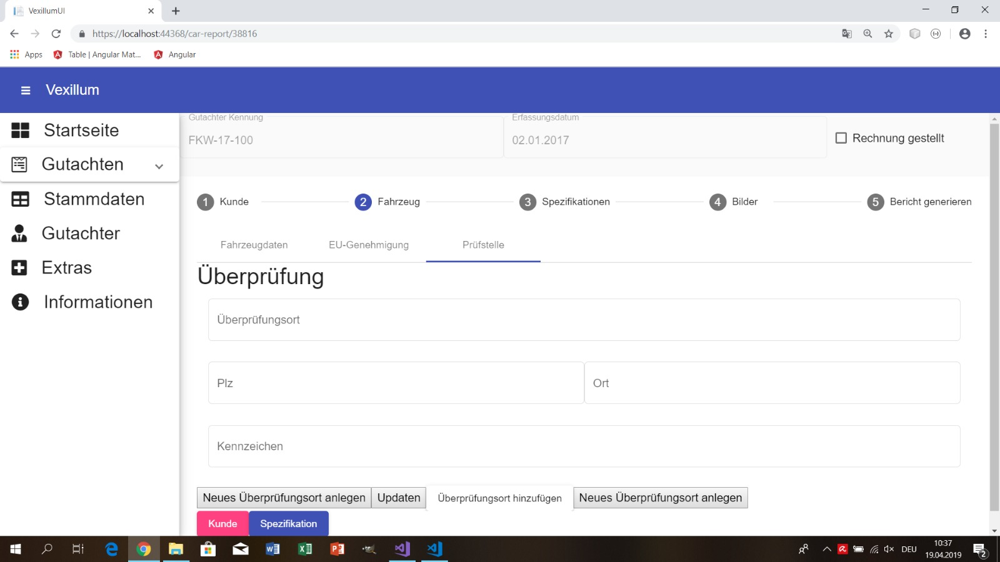 VexillumUI
https://localhost:44368/car-report/38816
Apps Table | Angular Mat... Angular
Vexillum
Startseite
Gutachten
Stammdaten
Gutachter
Extras
Informationen
Gutachter Kennung Erfassungsdatum
FKW-17-100 02.01.2017 Rechnung gestellt
1 Kunde 2 Fahrzeug 3 Spezifikationen 4 Bilder 5 Bericht generieren
Fahrzeugdaten EU-Genehmigung Prüfstelle
Überprüfung
Überprüfungsort
Plz Ort
Kennzeichen
Neues Überprüfungsort anlegen Updaten Überprüfungsort hinzufügen Neues Überprüfungsort anlegen
Kunde Spezifikation
DEU 10:37
19.04.2019 2